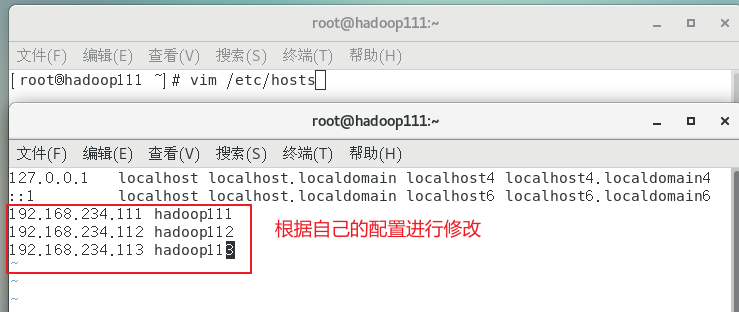 root@hadoop111:~
文件(F) 编辑(E) 查看(V) 搜索(S) 终端(T) 帮助(H)
[root@hadoop111 ~]# vim /etc/hosts
root@hadoop111:~
文件(F) 编辑(E) 查看(V) 搜索(S) 终端(T) 帮助(H)
127.0.0.1   localhost localhost.localdomain localhost4 localhost4.localdomain4
::1         localhost localhost.localdomain localhost6 localhost6.localdomain6
192.168.234.111 hadoop111
192.168.234.112 hadoop112
192.168.234.113 hadoop113
根据自己的配置进行修改
~
~
~